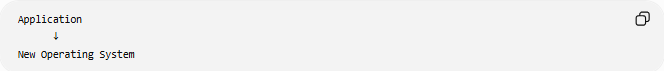 Application
↓
New Operating System